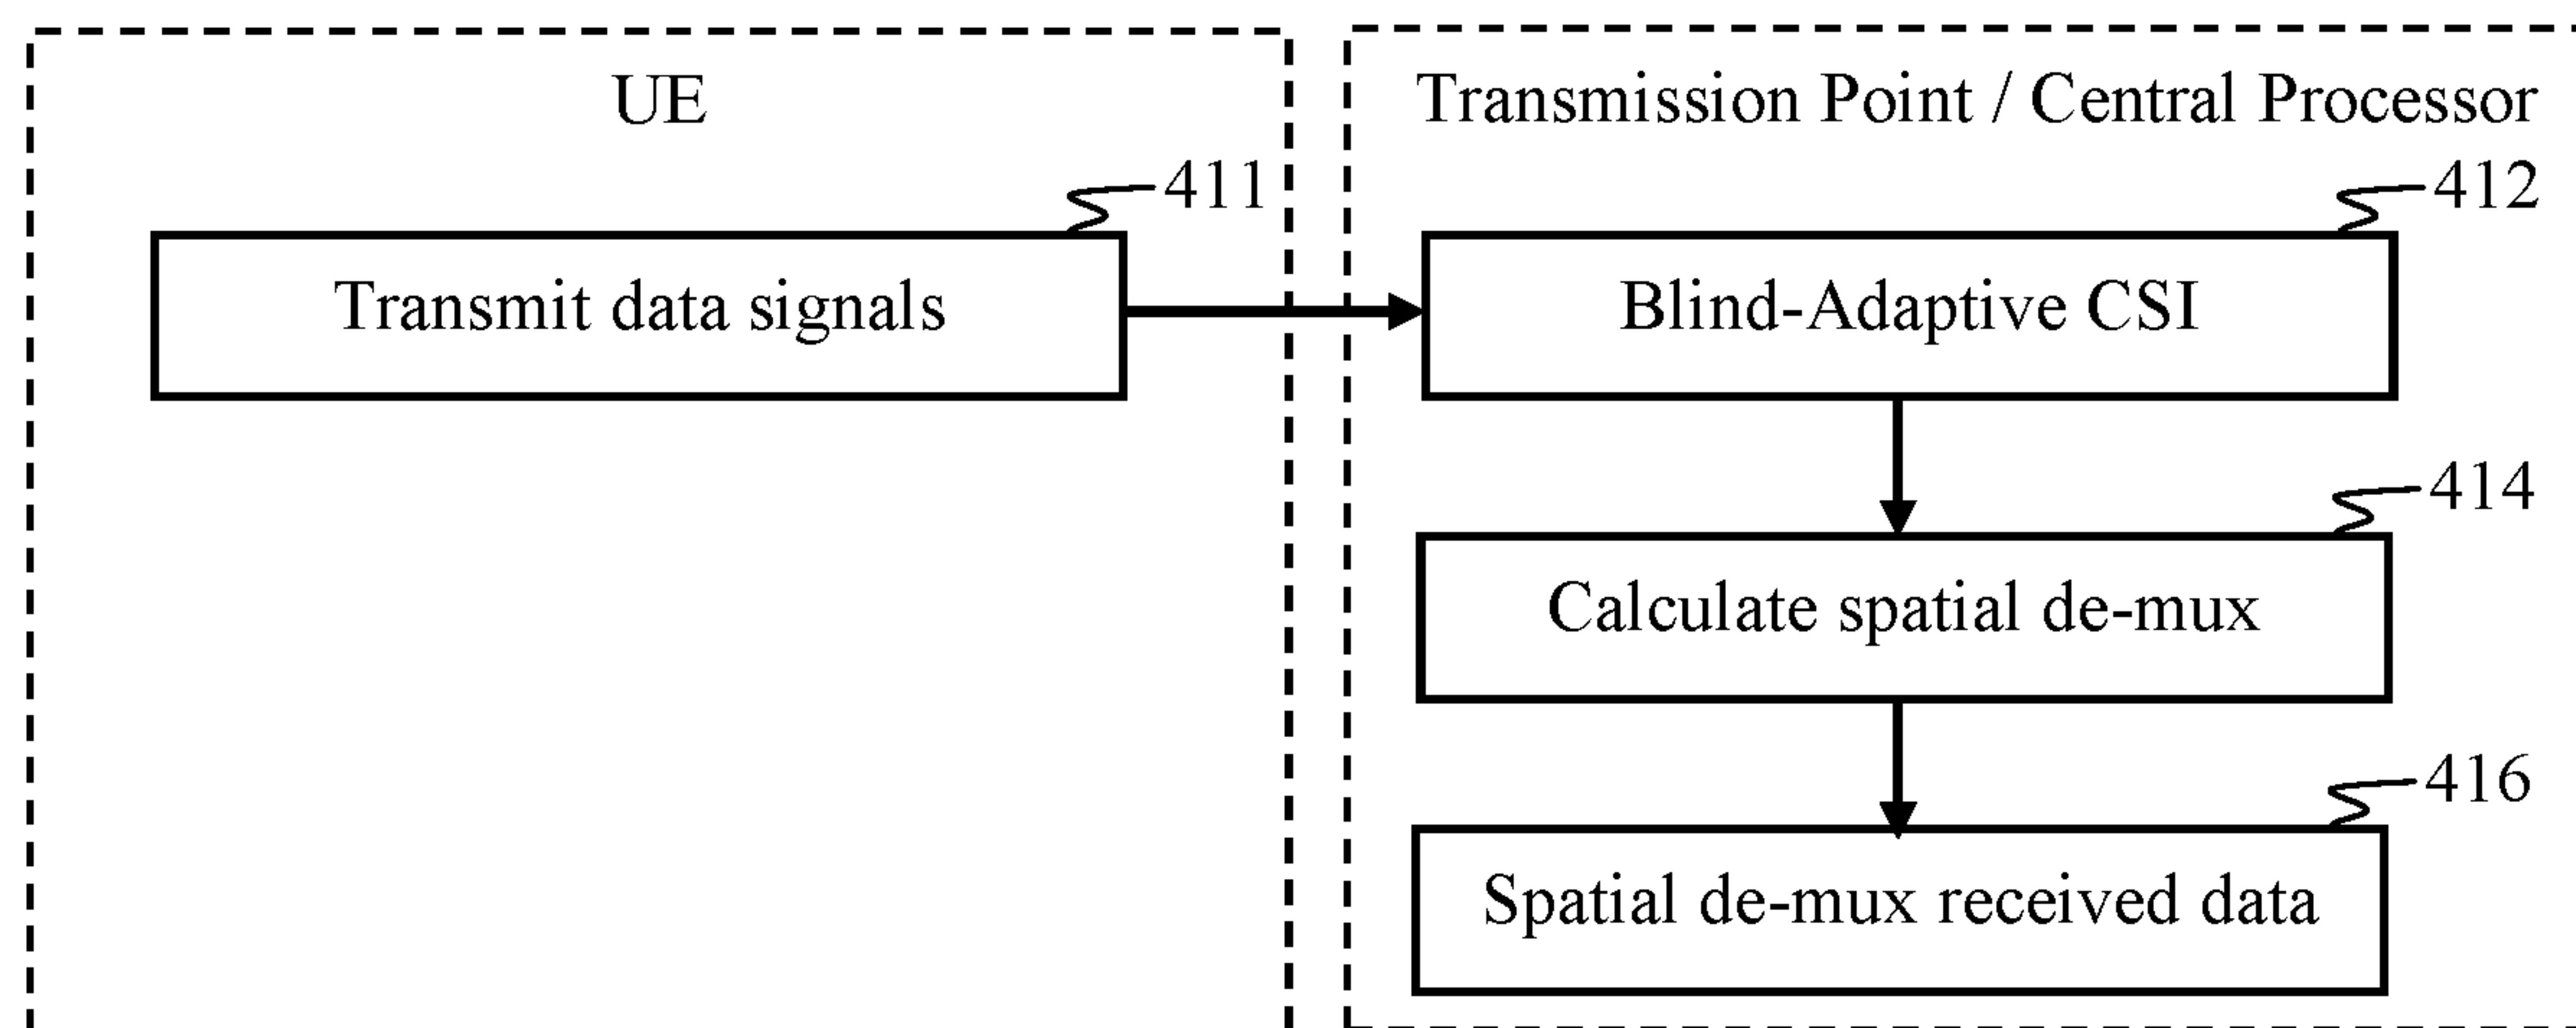 UE
411
Transmit data signals
Transmission Point / Central Processor
412
Blind-Adaptive CSI
414
Calculate spatial de-mux
416
Spatial de-mux received data